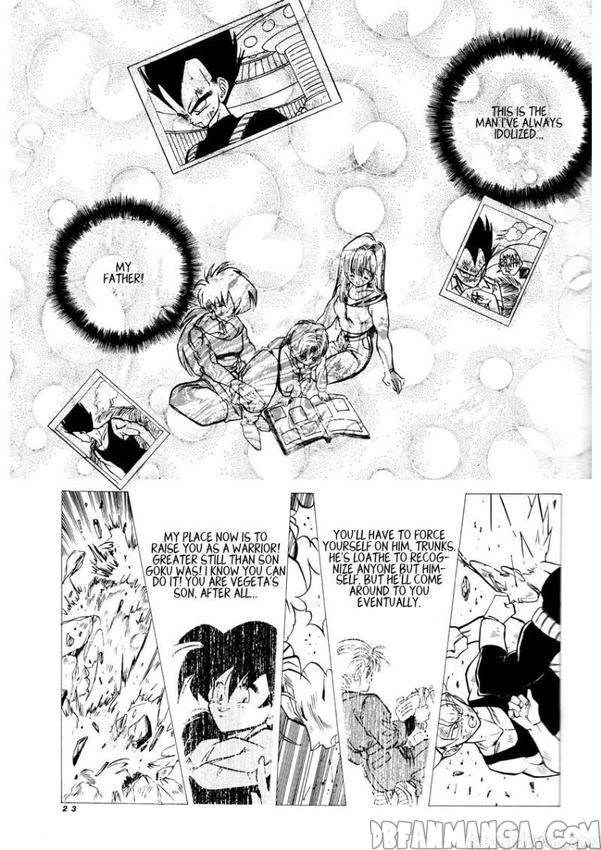 THIS IS THE
MAN I'VE ALWAYS
IDOLIZED...
MY
FATHER!
MY PLACE NOW IS TO
RAISE YOU AS A WARRIOR!
GREATER STILL THAN SON
GOKU WAS! I KNOW YOU CAN
DO IT! YOU ARE VEGETA'S
SON, AFTER ALL...
YOU'LL HAVE TO FORCE
YOURSELF ON HIM, TRUNKS.
HE'S LOATHE TO RECOG-
NIZE ANYONE BUT HIM-
SELF. BUT HE'LL COME
AROUND TO YOU
EVENTUALLY.
23
DBFANMANGA.COM